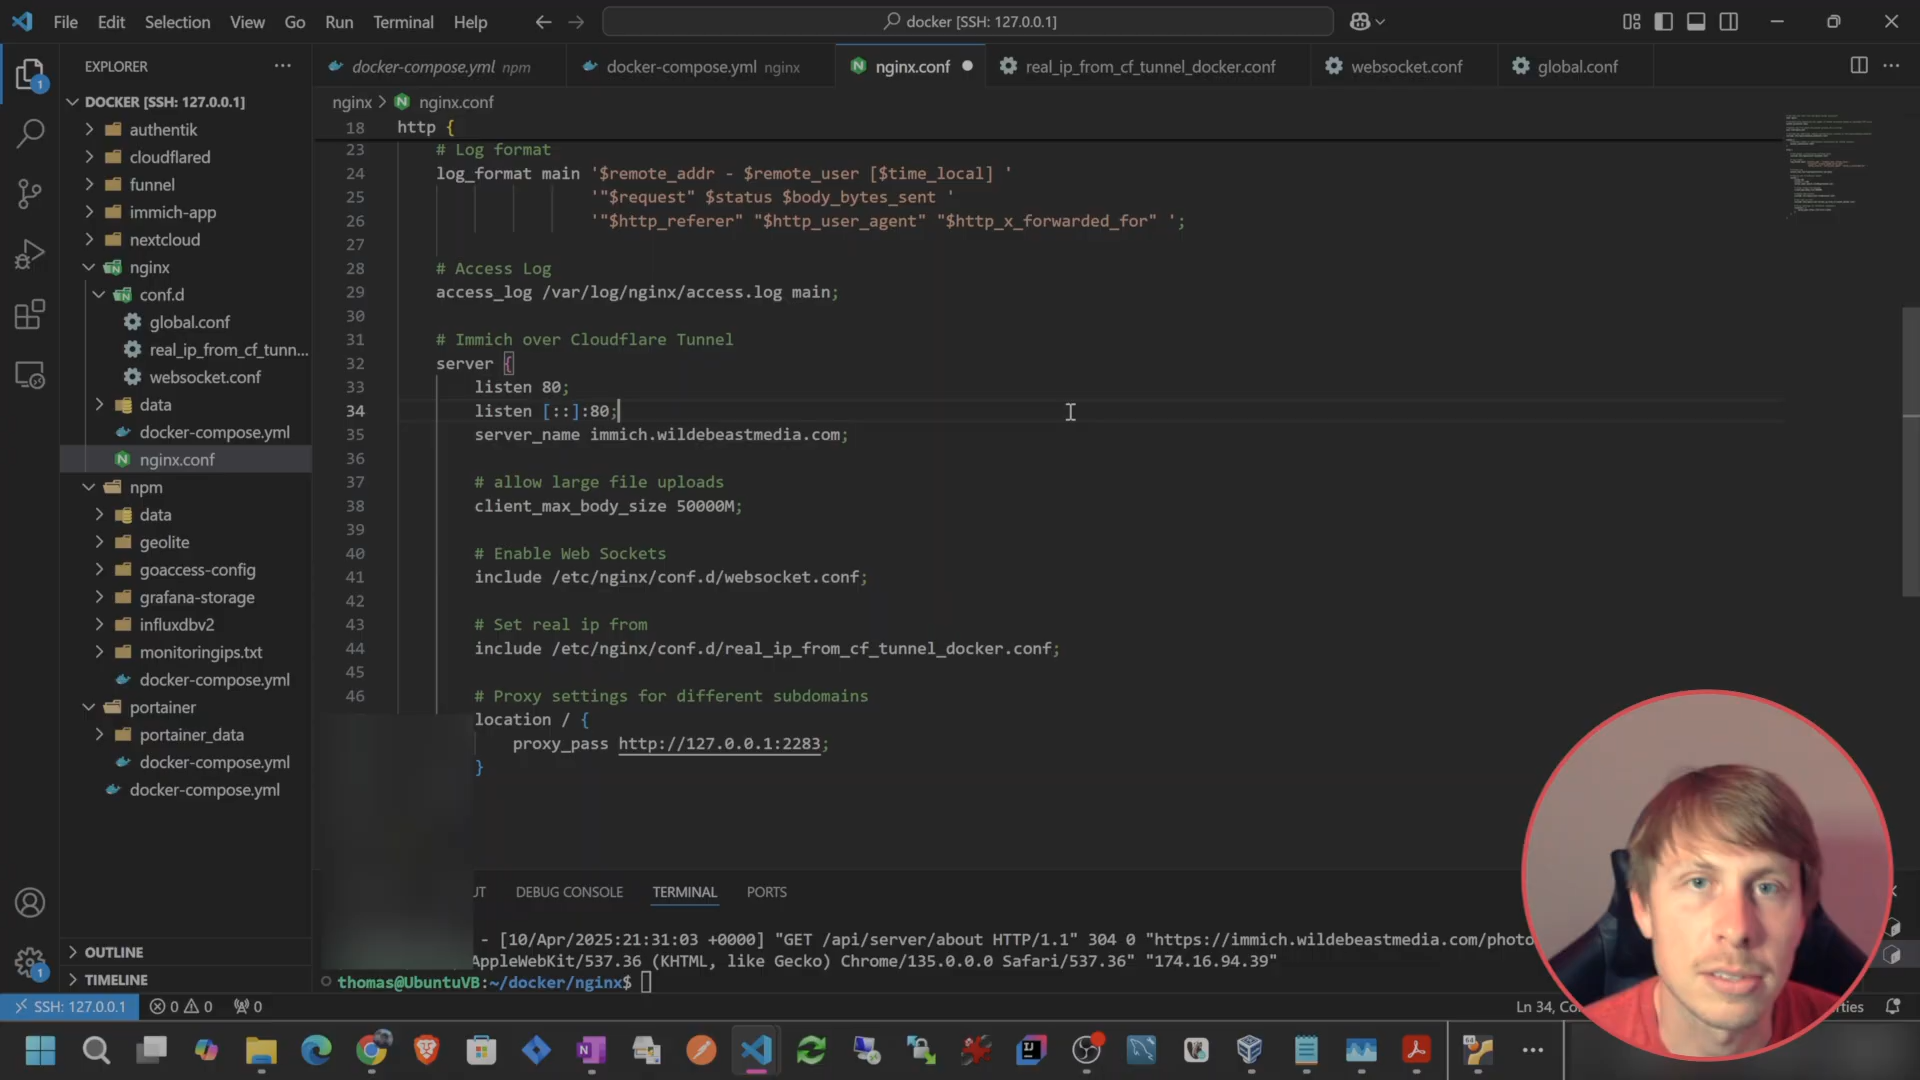 File Edit Selection View Go Run Terminal Help
docker [SSH: 127.0.0.1]
EXPLORER
DOCKER [SSH: 127.0.0.1]
authentik
cloudflared
funnel
immich-app
nextcloud
nginx
conf.d
global.conf
real_ip_from_cf_tunn...
websocket.conf
data
docker-compose.yml
nginx.conf
npm
data
geolite
goaccess-config
grafana-storage
influxdbv2
monitoringips.txt
docker-compose.yml
portainer
portainer_data
docker-compose.yml
docker-compose.yml
OUTLINE
TIMELINE
docker-compose.yml npm
docker-compose.yml nginx
nginx.conf
real_ip_from_cf_tunnel_docker.conf
websocket.conf
global.conf
nginx > nginx.conf
18 http {
23 # Log format
24 log_format main '$remote_addr - $remote_user [$time_local] '
25 '"$request" $status $body_bytes_sent '
26 '"$http_referer" "$http_user_agent" "$http_x_forwarded_for" ';
27
28 # Access Log
29 access_log /var/log/nginx/access.log main;
30
31 # Immich over Cloudflare Tunnel
32 server {
33 listen 80;
34 listen [::]:80;
35 server_name immich.wildebeastmedia.com;
36
37 # allow large file uploads
38 client_max_body_size 50000M;
39
40 # Enable Web Sockets
41 include /etc/nginx/conf.d/websocket.conf;
42
43 # Set real ip from
44 include /etc/nginx/conf.d/real_ip_from_cf_tunnel_docker.conf;
45
46 # Proxy settings for different subdomains
location / {
proxy_pass http://127.0.0.1:2283;
}
DEBUG CONSOLE TERMINAL PORTS
- [10/Apr/2025:21:31:03 +0000] "GET /api/server/about HTTP/1.1" 304 0 "https://immich.wildebeastmedia.com/photo
AppleWebKit/537.36 (KHTML, like Gecko) Chrome/135.0.0.0 Safari/537.36" "174.16.94.39"
thomas@UbuntuVB:~/docker/nginx$
SSH: 127.0.0.1 0 0 0
Ln 34,